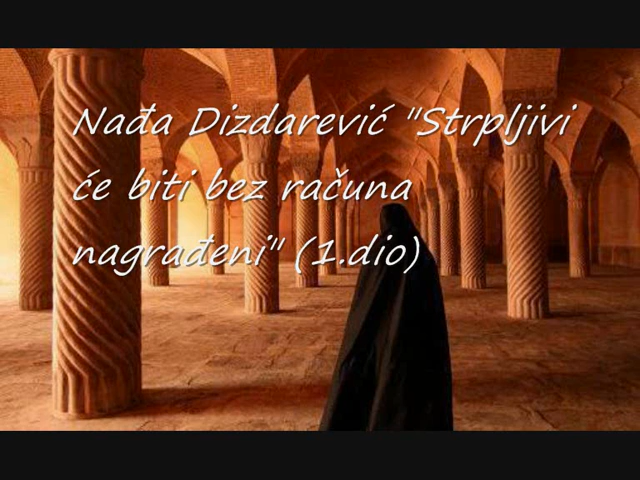 Nađa Dizdarević "Strpljivi
će biti bez računa
nagrađeni" (1.dio)